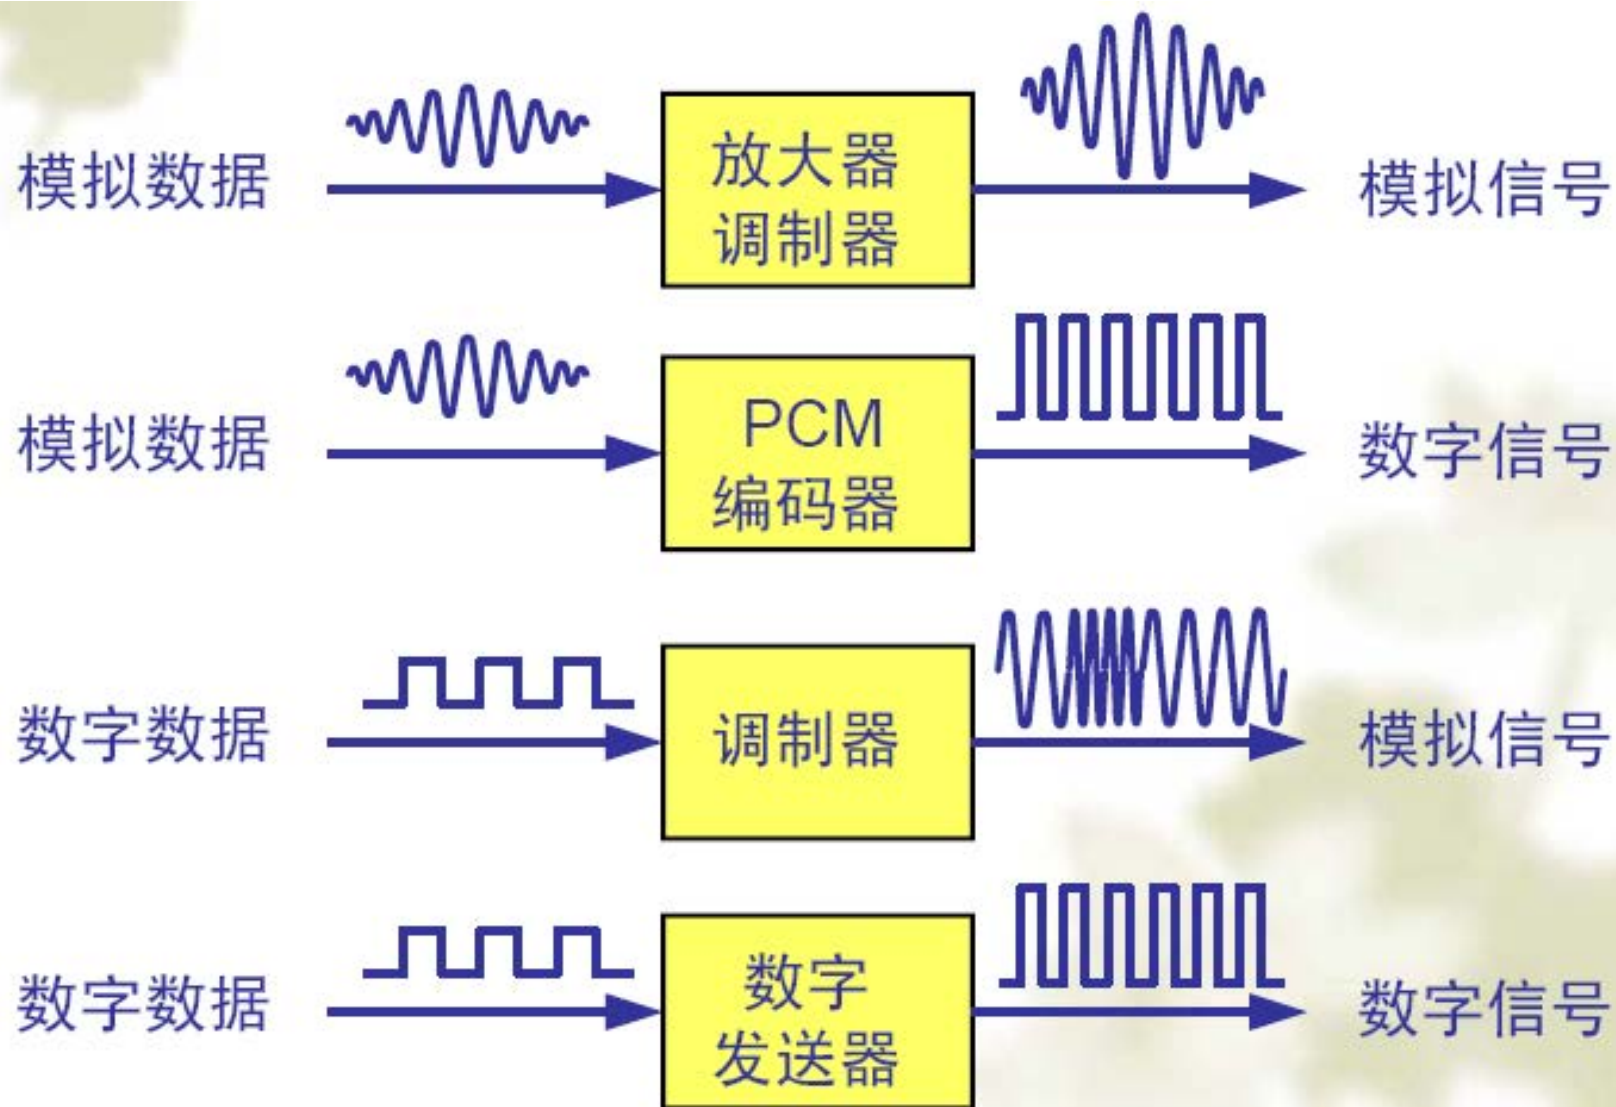 模拟数据
放大器
调制器
模拟信号
模拟数据
PCM
编码器
数字信号
数字数据
调制器
模拟信号
数字数据
数字
发送器
数字信号